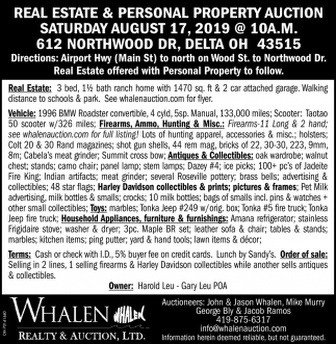 REAL ESTATE & PERSONAL PROPERTY AUCTION
SATURDAY AUGUST 17, 2019 @ 10A.M.
612 NORTHWOOD DR, DELTA OH 43515
Directions: Airport Hwy (Main St) to north on Wood St. to Northwood Dr.
Real Estate offered with Personal Property to follow.
Real Estate: 3 bed, 1½ bath ranch home with 1470 sq. ft & 2 car attached garage. Walking
distance to schools & park. See whalenauction.com for flyer.
Vehicle: 1996 BMW Roadster convertible, 4 cyld, 5sp. Manual, 133,000 miles; Scooter: Taotao
50 scooter w/326 miles; Firearms, Ammo, Hunting & Misc.: Firearms-11 Long & 2 hand;
see whalenauction.com for full listing! Lots of hunting apparel, accessories & misc.; holsters;
Colt 20 & 30 Rand magazines; shot gun shells, 44 rem mag, bricks of 22, 30-30, 223, 9mm,
8m; Cabela's meat grinder; Summit cross bow; Antiques & Collectibles: oak wardrobe; walnut
chest; stands; camo chair; panel lamp; stem lamps; Dazey #4; ice picks; 100+ pc's of Jadeite
Fire King; Indian artifacts; meat grinder; several Roseville pottery; brass bells; advertising &
collectibles; 48 star flags; Harley Davidson collectibles & prints; pictures & frames; Pet Milk
advertising, milk bottles & smalls; crocks; 10 milk bottles; bags of smalls incl. pins & watches +
other small collectibles; Toys: marbles; Tonka Jeep #249 w/orig. box; Tonka #5 fire truck; Tonka
Jeep fire truck; Household Appliances, furniture & furnishings: Amana refrigerator; stainless
Frigidaire stove; washer & dryer; 3pc. Maple BR set; leather sofa & chair; tables & stands;
marbles; kitchen items; ping putter; yard & hand tools; lawn items & décor;
Terms: Cash or check with I.D., 5% buyer fee on credit cards. Lunch by Sandy's. Order of sale:
Selling in 2 lines, 1 selling firearms & Harley Davidson collectibles while another sells antiques
& collectibles.
Owner: Harold Leu - Gary Leu POA
WHALEN
REALTY & AUCTION, LTD.
Auctioneers: John & Jason Whalen, Mike Murry
George Bly & Jacob Ramos
419-875-6317
info@whalenauction.com
Information herein deemed reliable, but not guaranteed.